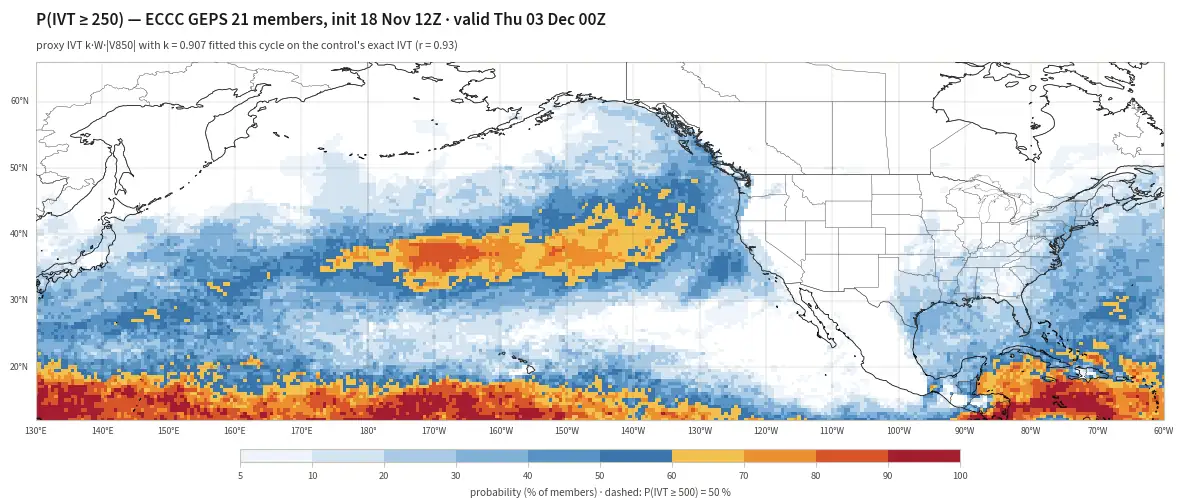 P(IVT ≥ 250) — ECCC GEPS 21 members, init 18 Nov 12Z · valid Thu 03 Dec 00Z
proxy IVT k·W·|V850| with k = 0.907 fitted this cycle on the control's exact IVT (r = 0.93)
60°N
50°N
40°N
30°N
20°N
130°E 140°E 150°E 160°E 170°E 180° 170°W 160°W 150°W 140°W 130°W 120°W 110°W 100°W 90°W 80°W 70°W 60°W
5 10 20 30 40 50 60 70 80 90 100
probability (% of members) · dashed: P(IVT ≥ 500) = 50 %